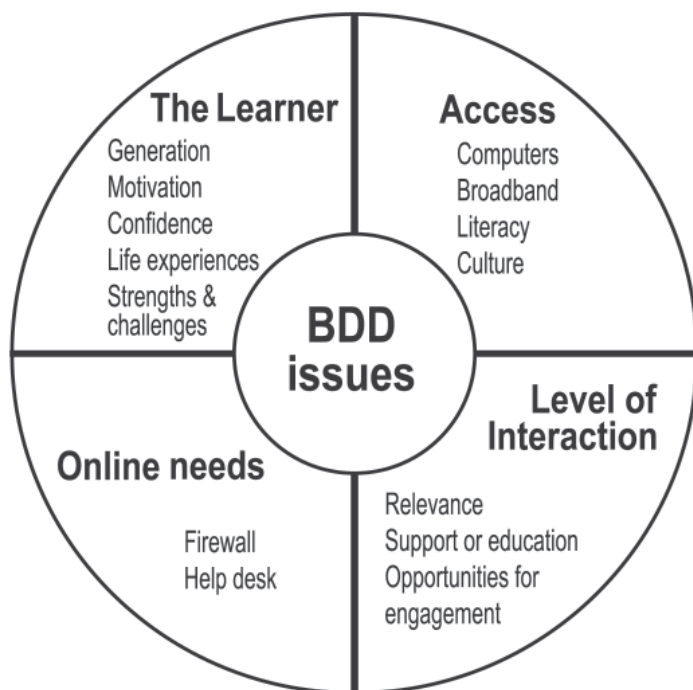 The Learner
Generation
Motivation
Confidence
Life experiences
Strengths &
challenges
Access
Computers
Broadband
Literacy
Culture
BDD
issues
Online needs
Firewall
Help desk
Level of
Interaction
Relevance
Support or education
Opportunities for
engagement